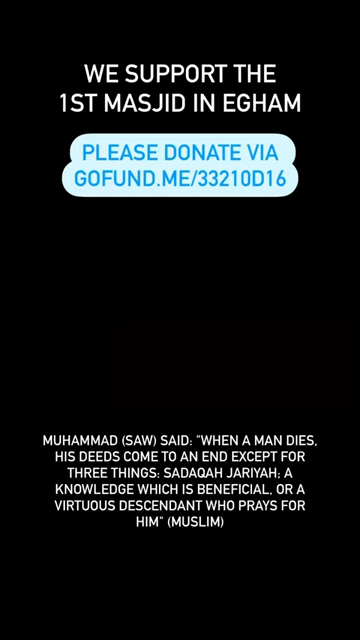 WE SUPPORT THE
1ST MASJID IN EGHAM
PLEASE DONATE VIA
GOFUND.ME/33210D16
MUHAMMAD (SAW) SAID: "WHEN A MAN DIES,
HIS DEEDS COME TO AN END EXCEPT FOR
THREE THINGS: SADAQAH JARIYAH; A
KNOWLEDGE WHICH IS BENEFICIAL, OR A
VIRTUOUS DESCENDANT WHO PRAYS FOR
HIM" (MUSLIM)